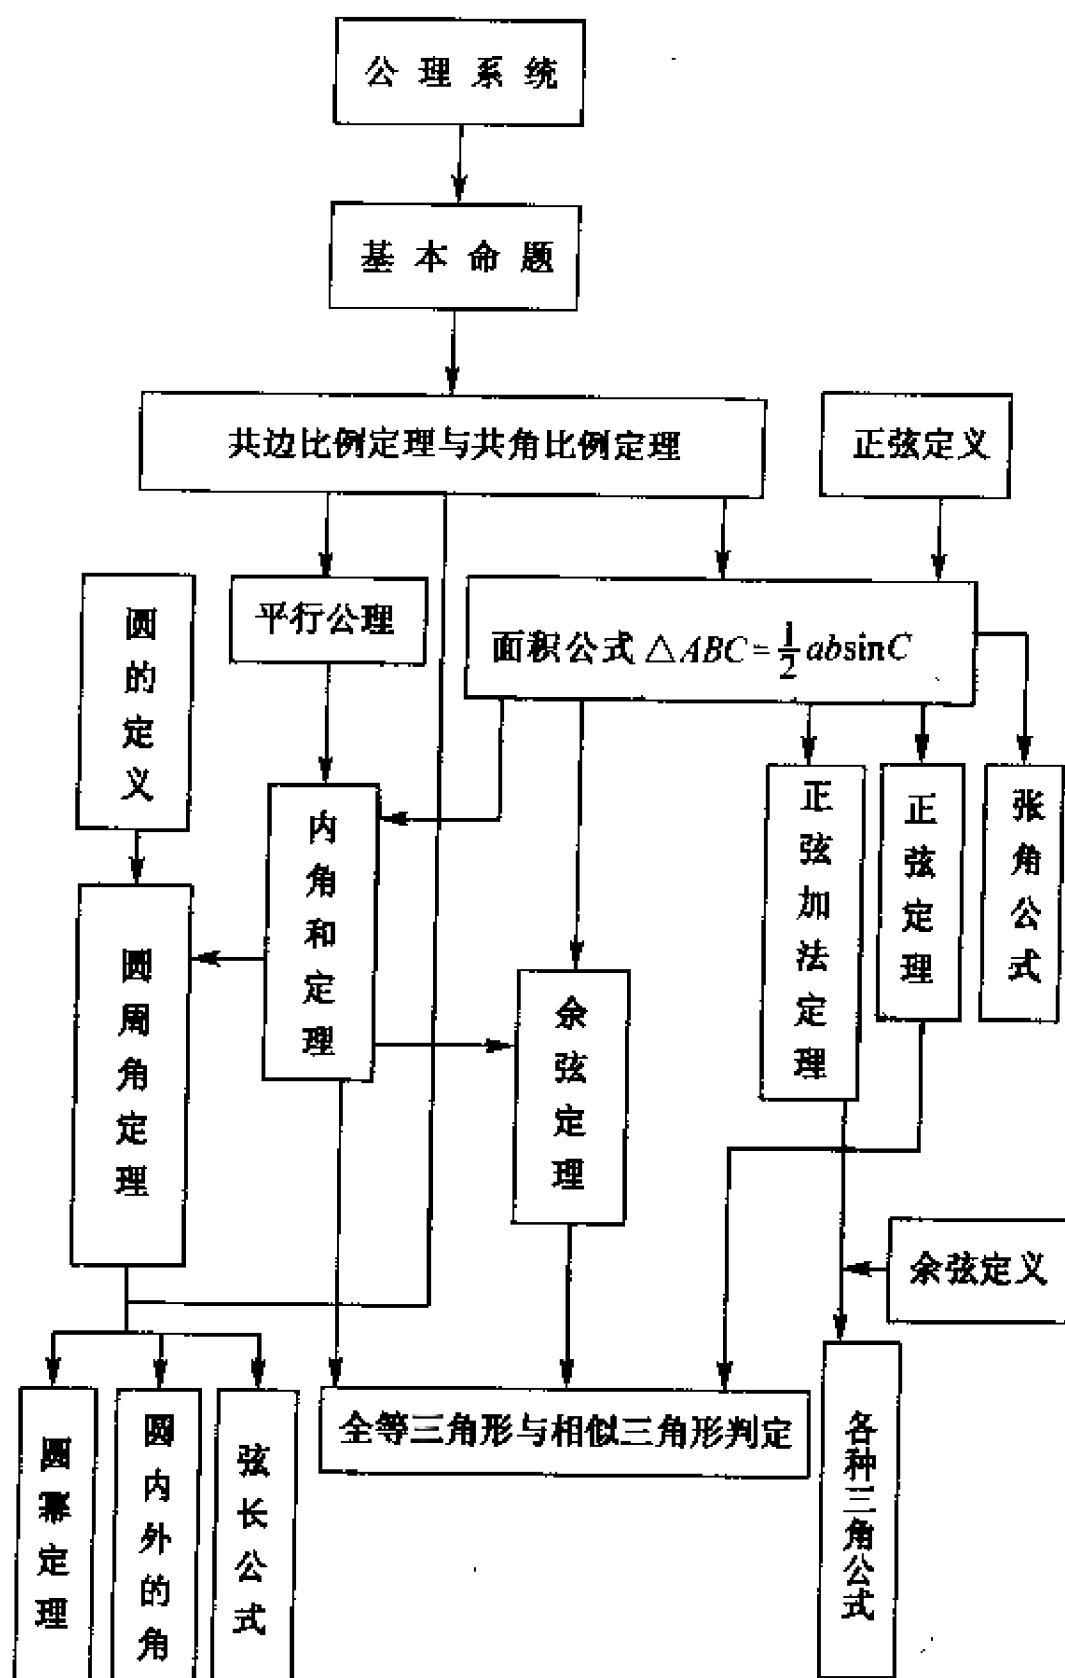 公理系统
基本命题
共边比例定理与共角比例定理
正弦定义
圆的定义
平行公理
面积公式△ABC=$\frac{1}{2}$absinC
内角和定理
正弦加法定理
正弦定理
张角公式
圆周角定理
余弦定理
余弦定义
圆幂定理
圆内外的角
弦长公式
全等三角形与相似三角形判定
各种三角公式